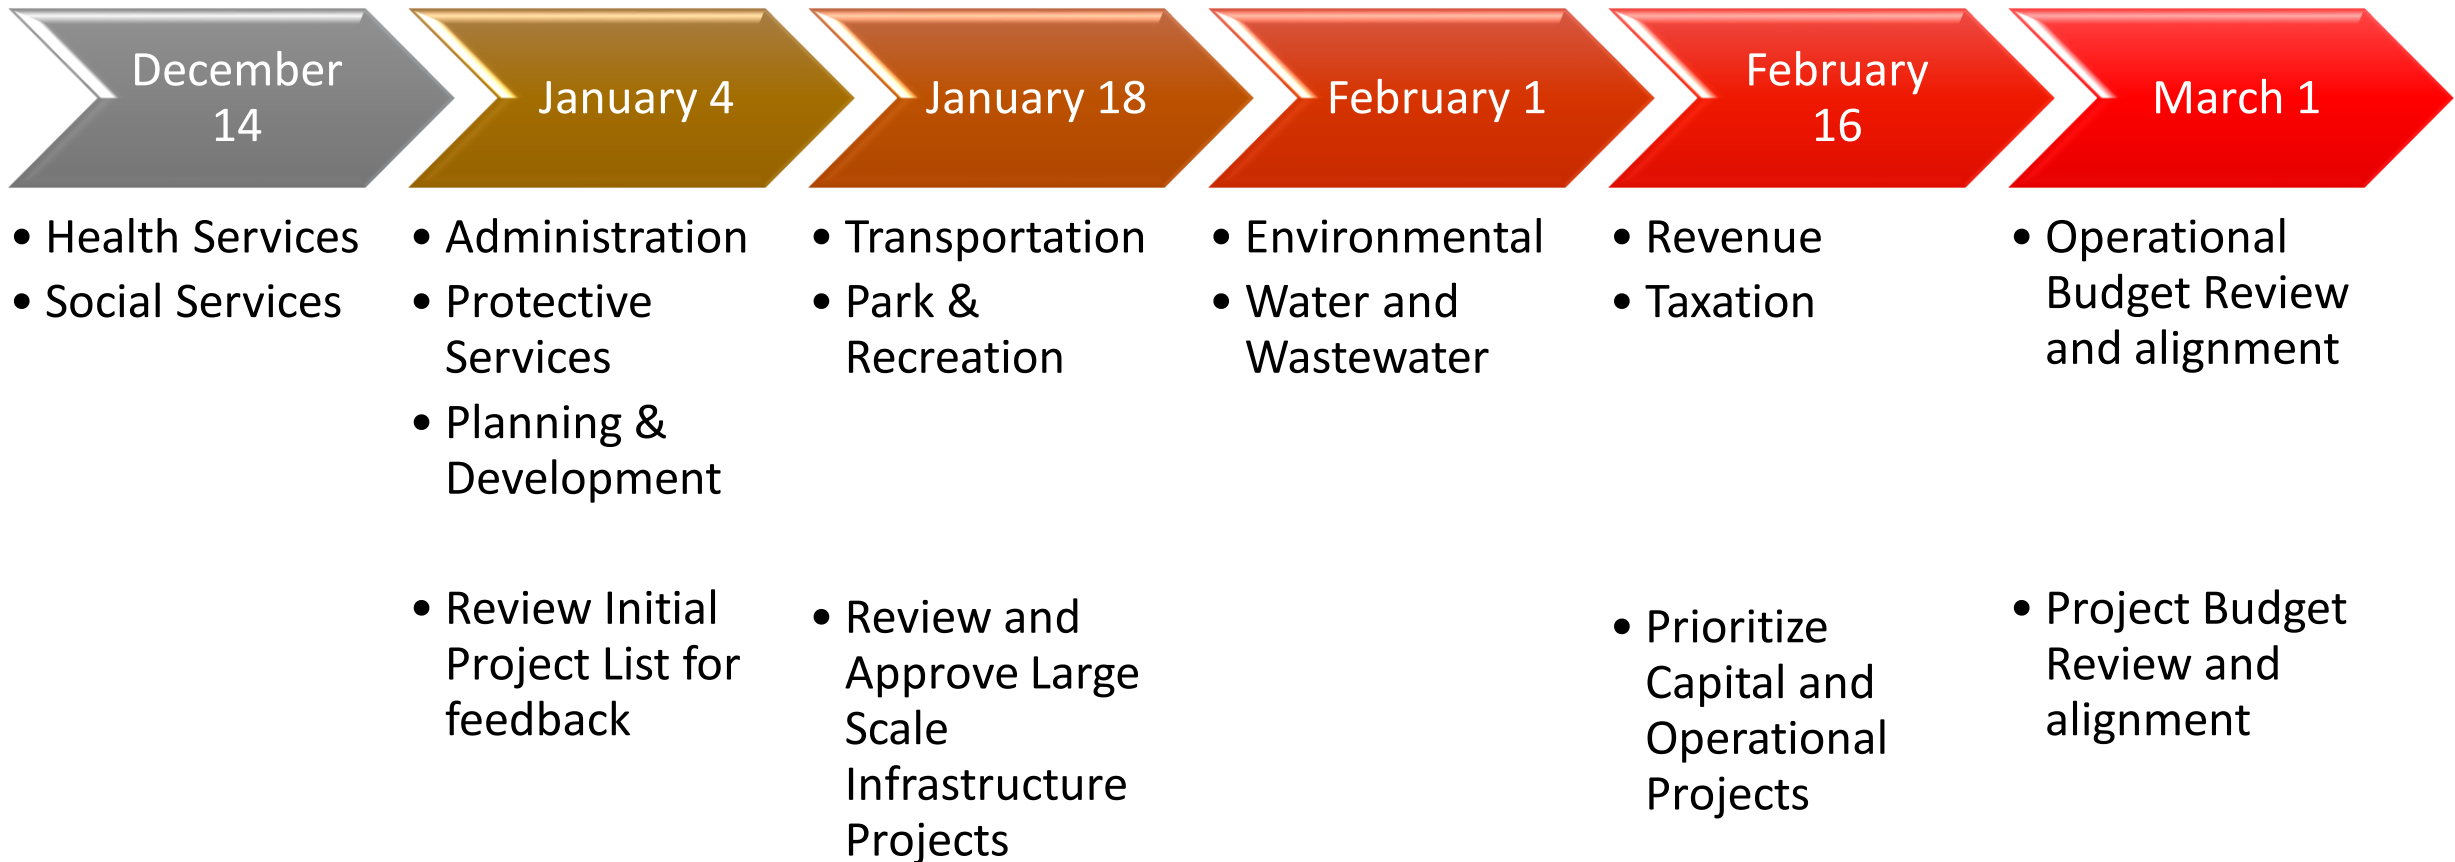 December
14
January 4
January 18
February 1
February
16
March 1
• Health Services
• Social Services
• Administration
• Protective
Services
• Planning &
Development
• Review Initial
Project List for
feedback
• Transportation
• Park &
Recreation
• Review and
Approve Large
Scale
Infrastructure
Projects
• Environmental
• Water and
Wastewater
• Revenue
• Taxation
• Prioritize
Capital and
Operational
Projects
• Operational
Budget Review
and alignment
• Project Budget
Review and
alignment